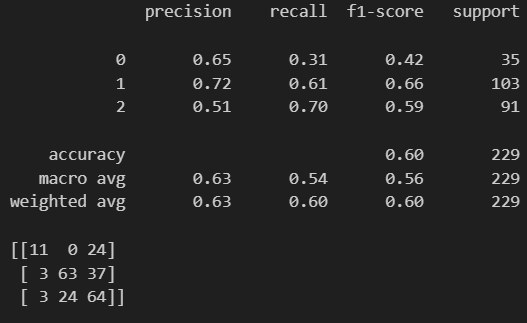 precision recall f1-score support
0 0.65 0.31 0.42 35
1 0.72 0.61 0.66 103
2 0.51 0.70 0.59 91
accuracy 0.60 229
macro avg 0.63 0.54 0.56 229
weighted avg 0.63 0.60 0.60 229
[[11 0 24]
[ 3 63 37]
[ 3 24 64]]